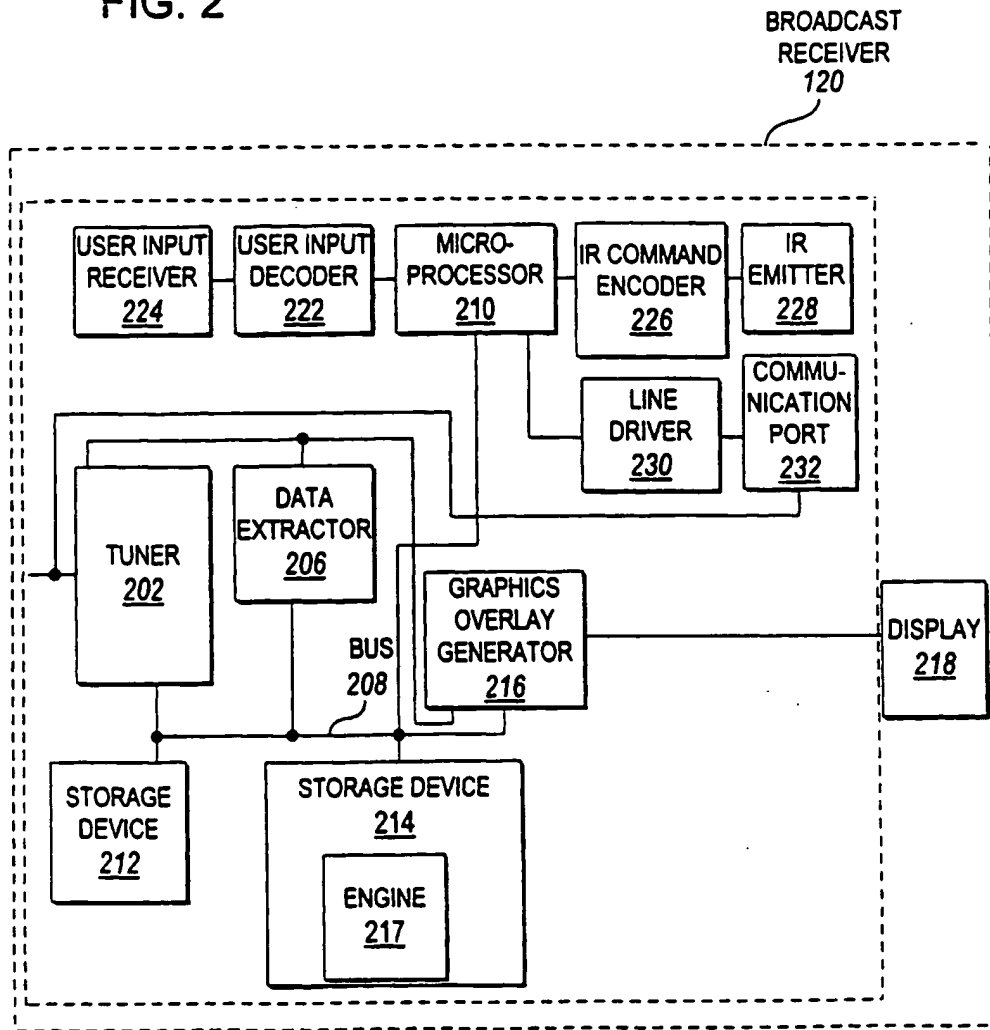 FIG. 2
BROADCAST
RECEIVER
120
USER INPUT
RECEIVER
224
USER INPUT
DECODER
222
MICRO-
PROCESSOR
210
IR COMMAND
ENCODER
226
IR
EMITTER
228
LINE
DRIVER
230
COMMU-
NICATION
PORT
232
TUNER
202
DATA
EXTRACTOR
206
GRAPHICS
OVERLAY
GENERATOR
216
DISPLAY
218
BUS
208
STORAGE
DEVICE
212
STORAGE DEVICE
214
ENGINE
217